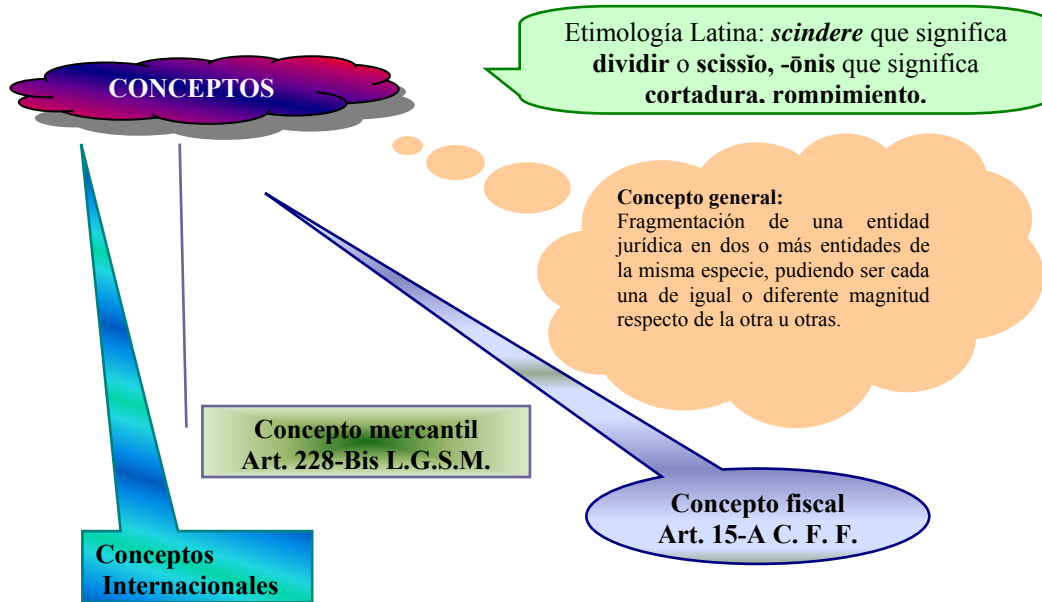 Etimología Latina: scindere que significa
dividir o scissĭo, -ōnis que significa
cortadura, rompimiento.
CONCEPTOS
Concepto general:
Fragmentación de una entidad
jurídica en dos o más entidades de
la misma especie, pudiendo ser cada
una de igual o diferente magnitud
respecto de la otra u otras.
Concepto mercantil
Art. 228-Bis L.G.S.M.
Concepto fiscal
Art. 15-A C. F. F.
Conceptos
Internacionales